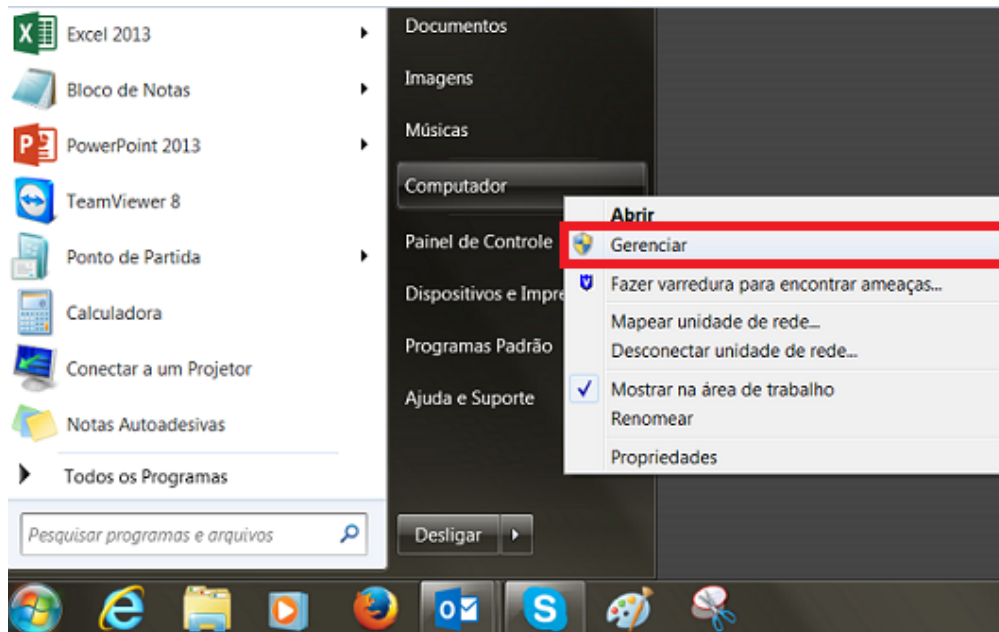 Excel 2013
Bloco de Notas
PowerPoint 2013
TeamViewer 8
Ponto de Partida
Calculadora
Conectar a um Projetor
Notas Autoadesivas
Todos os Programas
Pesquisar programas e arquivos
Documentos
Imagens
Músicas
Computador
Painel de Controle
Dispositivos e Impre
Programas Padrão
Ajuda e Suporte
Desligar
Abrir
Gerenciar
Fazer varredura para encontrar ameaças...
Mapear unidade de rede...
Desconectar unidade de rede...
Mostrar na área de trabalho
Renomear
Propriedades